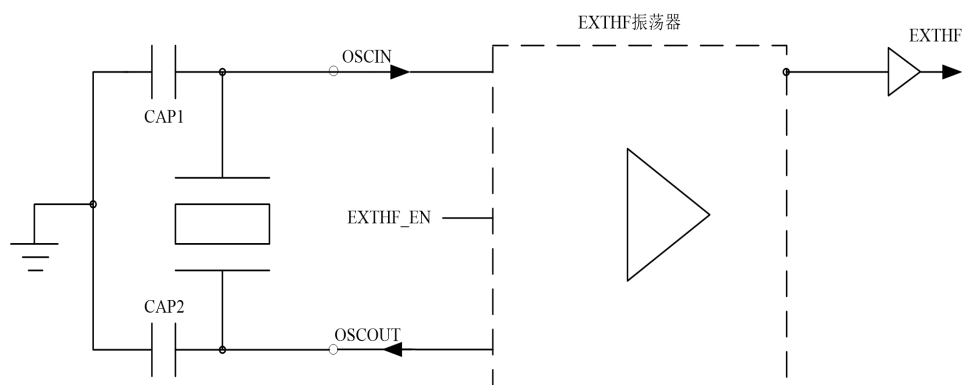 EXTHF振荡器
EXTHF
OSCIN
CAP1
EXTHF_EN
CAP2
OSCOUT